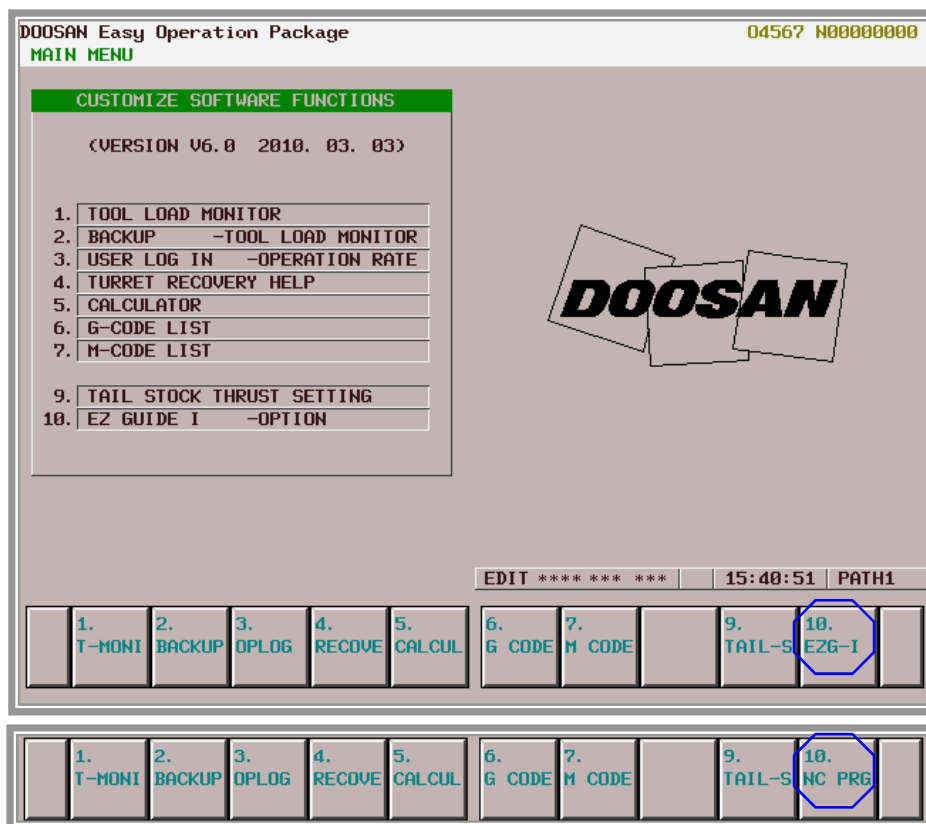 DOOSAN Easy Operation Package O4567 N00000000
MAIN MENU
CUSTOMIZE SOFTWARE FUNCTIONS
(VERSION V6.0 2010. 03. 03)
1. TOOL LOAD MONITOR
2. BACKUP -TOOL LOAD MONITOR
3. USER LOG IN -OPERATION RATE
4. TURRET RECOVERY HELP
5. CALCULATOR
6. G-CODE LIST
7. M-CODE LIST
9. TAIL STOCK THRUST SETTING
10. EZ GUIDE I -OPTION
DOOSAN
EDIT **** *** *** 15:40:51 PATH1
1. 2. 3. 4. 5. 6. 7. 9. 10.
T-MONI BACKUP OPLOG RECOVE CALCUL G CODE M CODE TAIL-S EZG-I
1. 2. 3. 4. 5. 6. 7. 9. 10.
T-MONI BACKUP OPLOG RECOVE CALCUL G CODE M CODE TAIL-S NC PRG